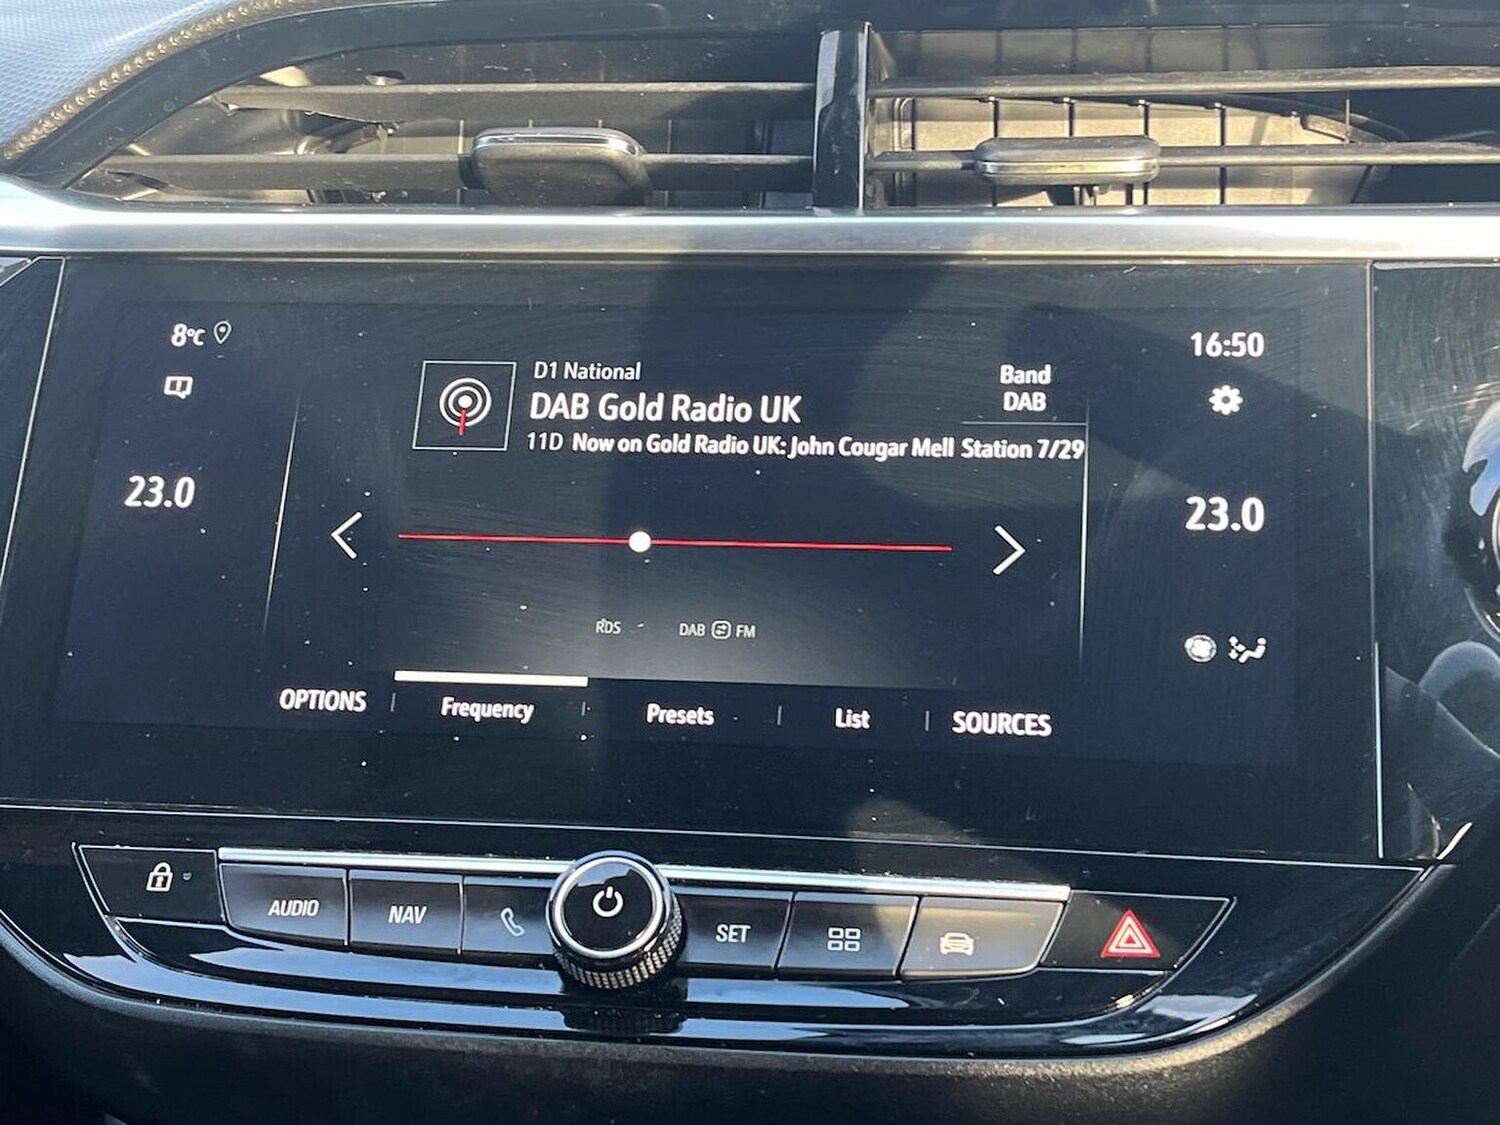 8°C
16:50
D1 National
Band
DAB
DAB Gold Radio UK
11D Now on Gold Radio UK: John Cougar Mell Station 7/29
23.0
23.0
RDS
DAB FM
OPTIONS
Frequency
Presets
List
SOURCES
AUDIO
NAV
SET